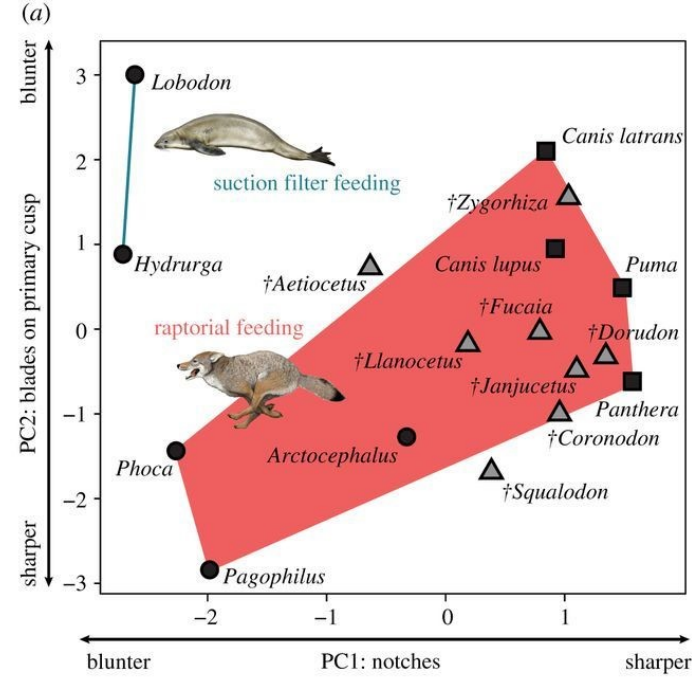 (a)
blunter
PC2: blades on primary cusp
sharper
3
2
1
0
−1
−2
−3
Lobodon
suction filter feeding
Hydrurga
Canis latrans
†Zygorhiza
Canis lupus
Puma
†Aetiocetus
†Fucaia
raptorial feeding
†Dorudon
†Llanocetus
†Janjucetus
Panthera
†Coronodon
Phoca
Arctocephalus
†Squalodon
Pagophilus
−2
−1
0
1
blunter
PC1: notches
sharper